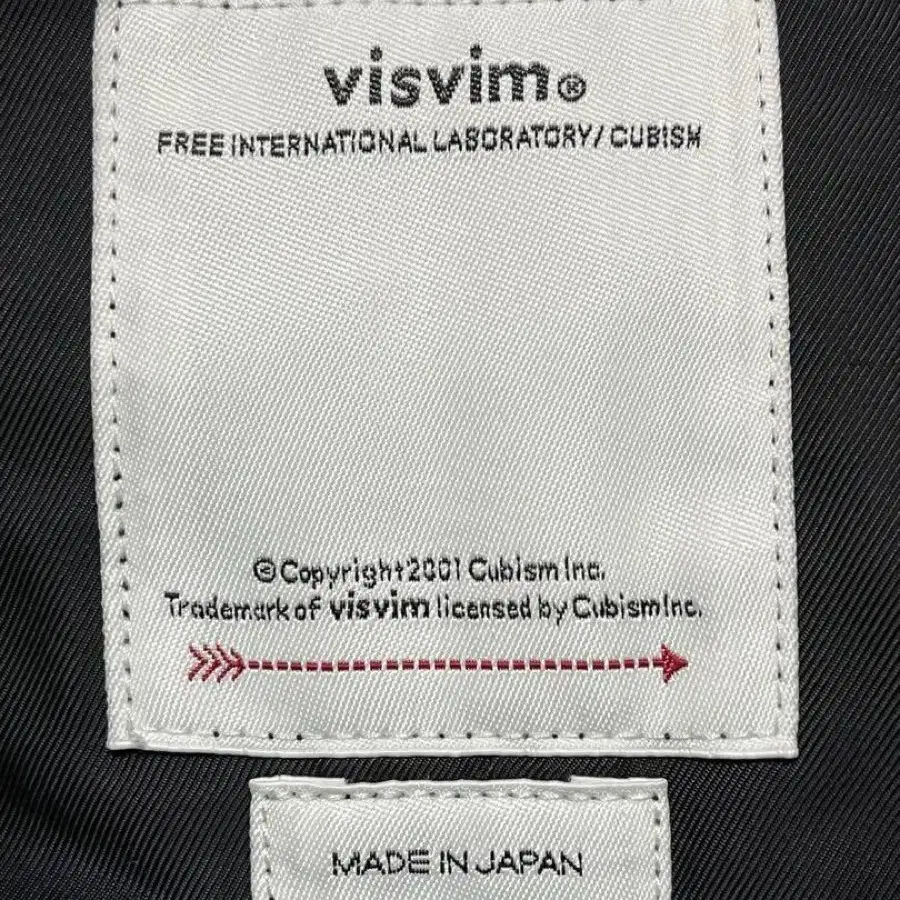 visvim®
FREE INTERNATIONAL LABORATORY/ CUBISM
©Copyright 2001 Cubism Inc.
Trademark of visvim licensed by Cubism Inc.
MADE IN JAPAN